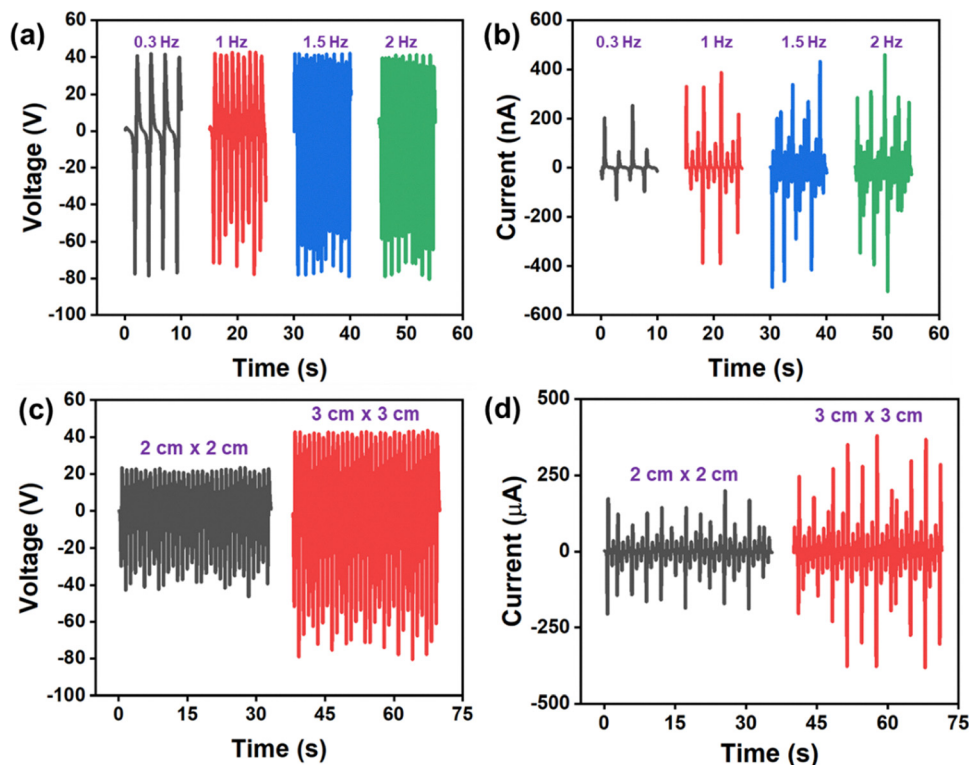 (a)
0.3 Hz 1 Hz 1.5 Hz 2 Hz
60
40
20
0
-20
-40
-60
-80
-100
Voltage (V)
0 10 20 30 40 50 60
Time (s)
(b)
0.3 Hz 1 Hz 1.5 Hz 2 Hz
600
400
200
0
-200
-400
-600
Current (nA)
0 10 20 30 40 50 60
Time (s)
(c)
2 cm x 2 cm
3 cm x 3 cm
60
40
20
0
-20
-40
-60
-80
-100
Voltage (V)
0 15 30 45 60 75
Time (s)
(d)
2 cm x 2 cm
3 cm x 3 cm
500
250
0
-250
-500
Current (μA)
0 15 30 45 60 75
Time (s)